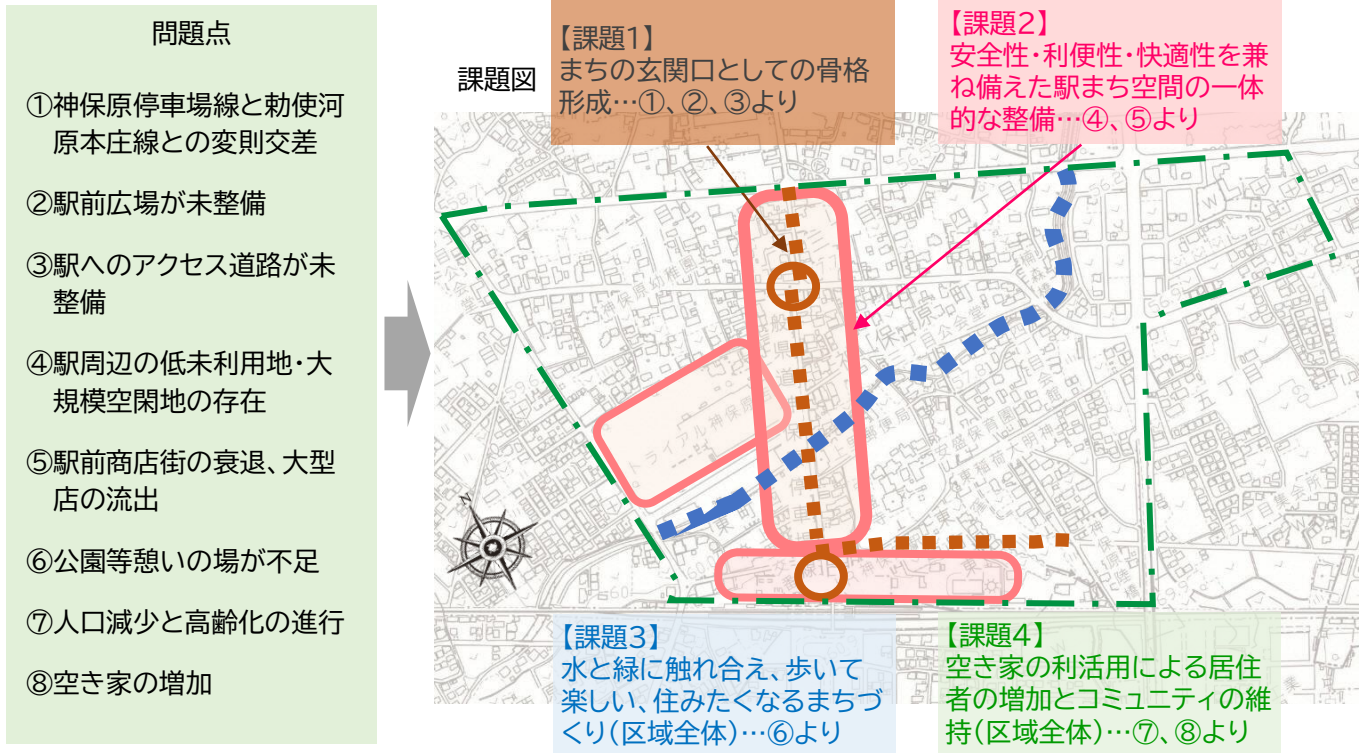 問題点
①神保原停車場線と勅使河
原本庄線との変則交差
②駅前広場が未整備
③駅へのアクセス道路が未
整備
④駅周辺の低未利用地・大
規模空閑地の存在
⑤駅前商店街の衰退、大型
店の流出
⑥公園等憩いの場が不足
⑦人口減少と高齢化の進行
⑧空き家の増加
課題図
【課題1】
まちの玄関口としての骨格
形成…①、②、③より
【課題2】
安全性・利便性・快適性を兼
ね備えた駅まち空間の一体
的な整備…④、⑤より
トライアル神保原
【課題3】
水と緑に触れ合え、歩いて
楽しい、住みたくなるまちづ
くり(区域全体)…⑥より
【課題4】
空き家の利活用による居住
者の増加とコミュニティの維
持(区域全体)…⑦、⑧より